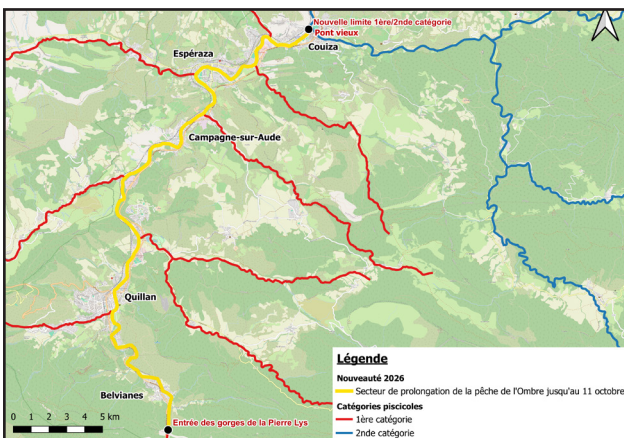 Nouvelle limite 1ère/2nde catégorie
Pont vieux
Couiza
Espéraza
Campagne-sur-Aude
Quillan
Belvianes
Entrée des gorges de la Pierre Lys
0 1 2 3 4 5 km
Légende
Nouveauté 2026
Secteur de prolongation de la pêche de l'Ombre jusqu'au 11 octobre
Catégories piscicoles
1ère catégorie
2nde catégorie